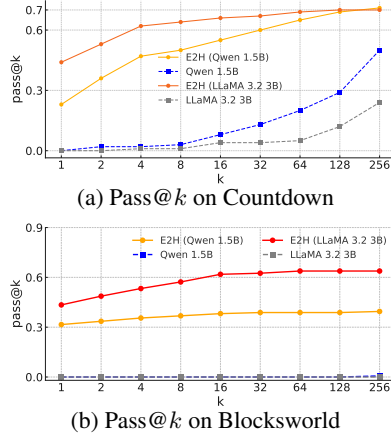 0.7
0.6
0.3
0.0
pass@k
E2H (Qwen 1.5B)
Qwen 1.5B
E2H (LLaMA 3.2 3B)
LLaMA 3.2 3B
1 2 4 8 16 32 64 128 256
k
(a) Pass@k on Countdown
0.9
0.6
0.3
0.0
pass@k
E2H (Qwen 1.5B) E2H (LLaMA 3.2 3B)
Qwen 1.5B LLaMA 3.2 3B
1 2 4 8 16 32 64 128 256
k
(b) Pass@k on Blocksworld